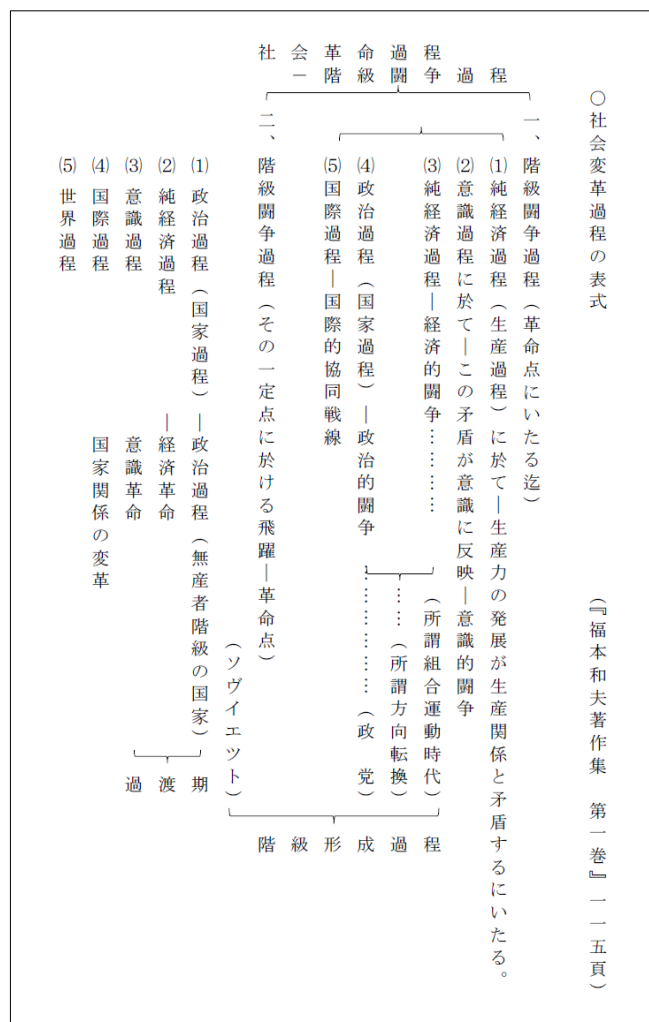 ○社会変革過程の表式
（『福本和夫著作集　第一巻』一一五頁）
社会革命過程
―
階級闘争過程
一、階級闘争過程（革命点にいたる迄）
⑴純経済過程（生産過程）に於て―生産力の発展が生産関係と矛盾するにいたる。
⑵意識過程に於て―この矛盾が意識に反映―意識的闘争
⑶純経済過程―経済的闘争…………（所謂組合運動時代）
……（所謂方向転換）
⑷政治過程（国家過程）―政治的闘争　………………（政　党）
⑸国際過程―国際的協同戦線
二、階級闘争過程（その一定点に於ける飛躍―革命点）
（ソヴイエツト）
階級形成過程
⑴政治過程（国家過程）―政治過程（無産者階級の国家）
⑵純経済過程　―経済革命
⑶意識過程　意識革命
⑷国際過程　国家関係の変革
⑸世界過程
過渡期